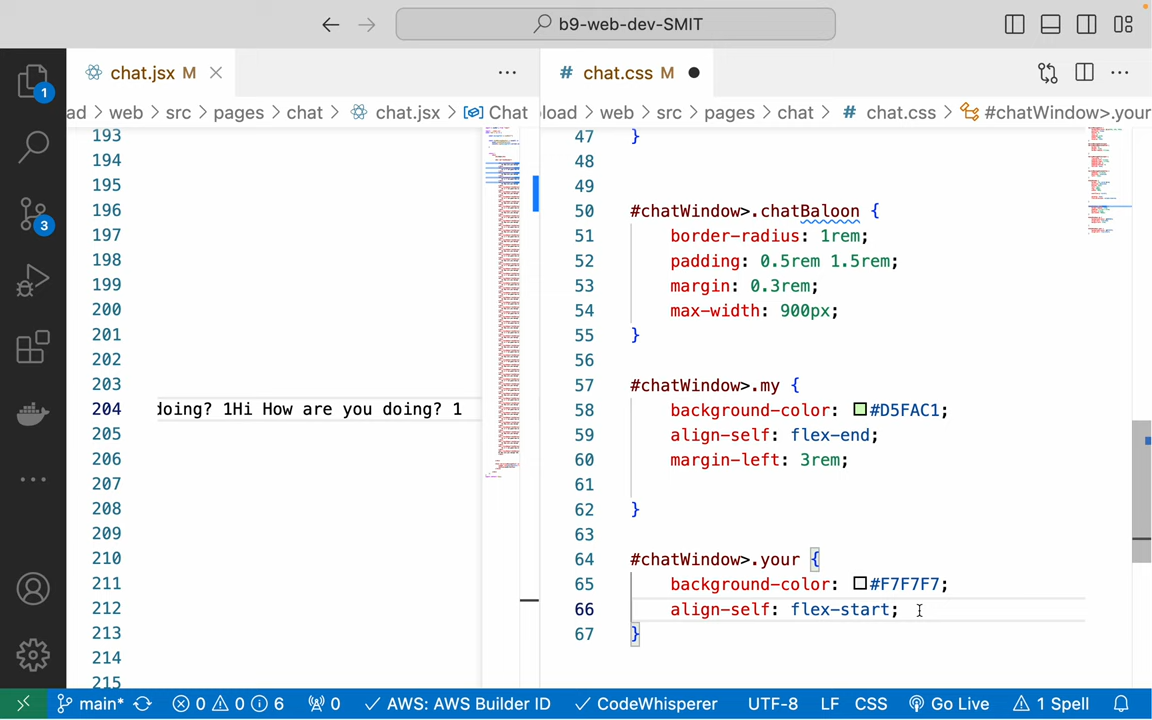 b9-web-dev-SMIT
chat.jsx M
# chat.css M
ad > web > src > pages > chat > chat.jsx > Chat
load > web > src > pages > chat > # chat.css > #chatWindow>.your
1
3
193
194
195
196
197
198
199
200
201
202
203
204 doing? 1Hi How are you doing? 1
205
206
207
208
209
210
211
212
213
214
215
47 }
48
49
50 #chatWindow>.chatBaloon {
51 border-radius: 1rem;
52 padding: 0.5rem 1.5rem;
53 margin: 0.3rem;
54 max-width: 900px;
55 }
56
57 #chatWindow>.my {
58 background-color: #D5FAC1;
59 align-self: flex-end;
60 margin-left: 3rem;
61
62 }
63
64 #chatWindow>.your {
65 background-color: #F7F7F7;
66 align-self: flex-start;
67 }
main* 0 0 6 0 AWS: AWS Builder ID CodeWhisperer UTF-8 LF CSS Go Live 1 Spell